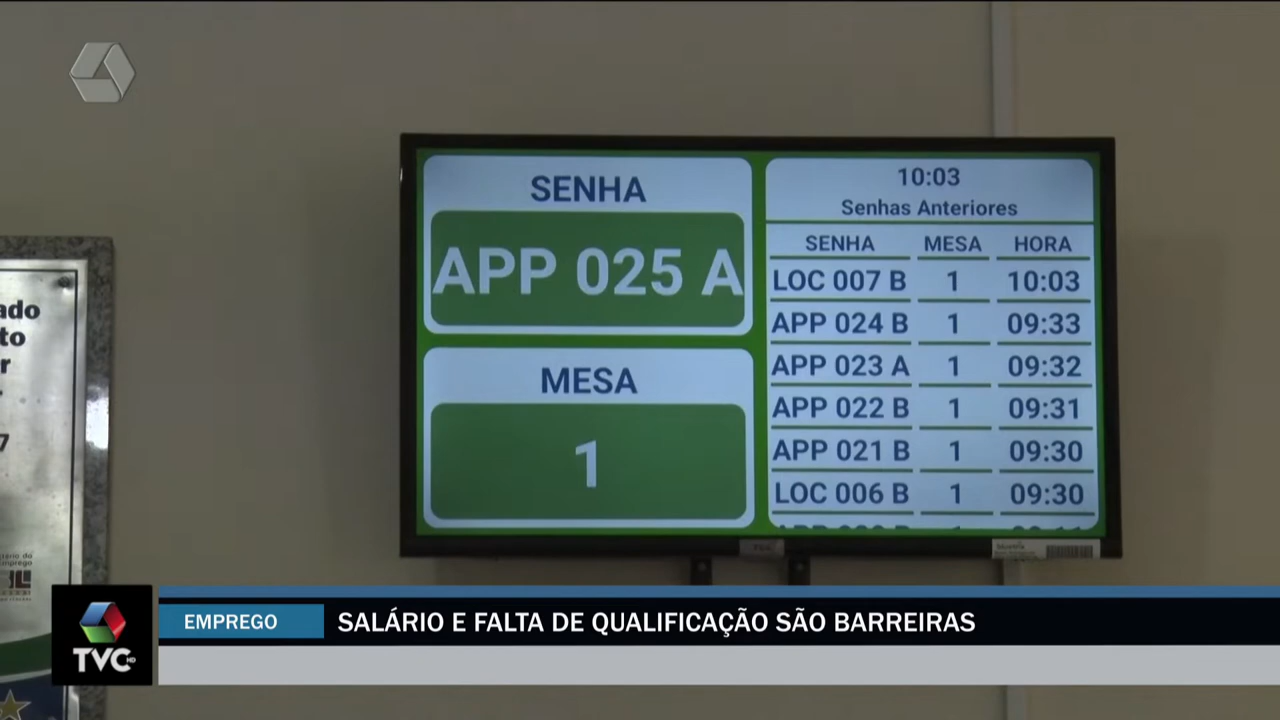 SENHA
APP 025 A
MESA
1
10:03
Senhas Anteriores
SENHA MESA HORA
LOC 007 B 1 10:03
APP 024 B 1 09:33
APP 023 A 1 09:32
APP 022 B 1 09:31
APP 021 B 1 09:30
LOC 006 B 1 09:30
ado
to
r
7
EMPREGO SALÁRIO E FALTA DE QUALIFICAÇÃO SÃO BARREIRAS
TVC HD